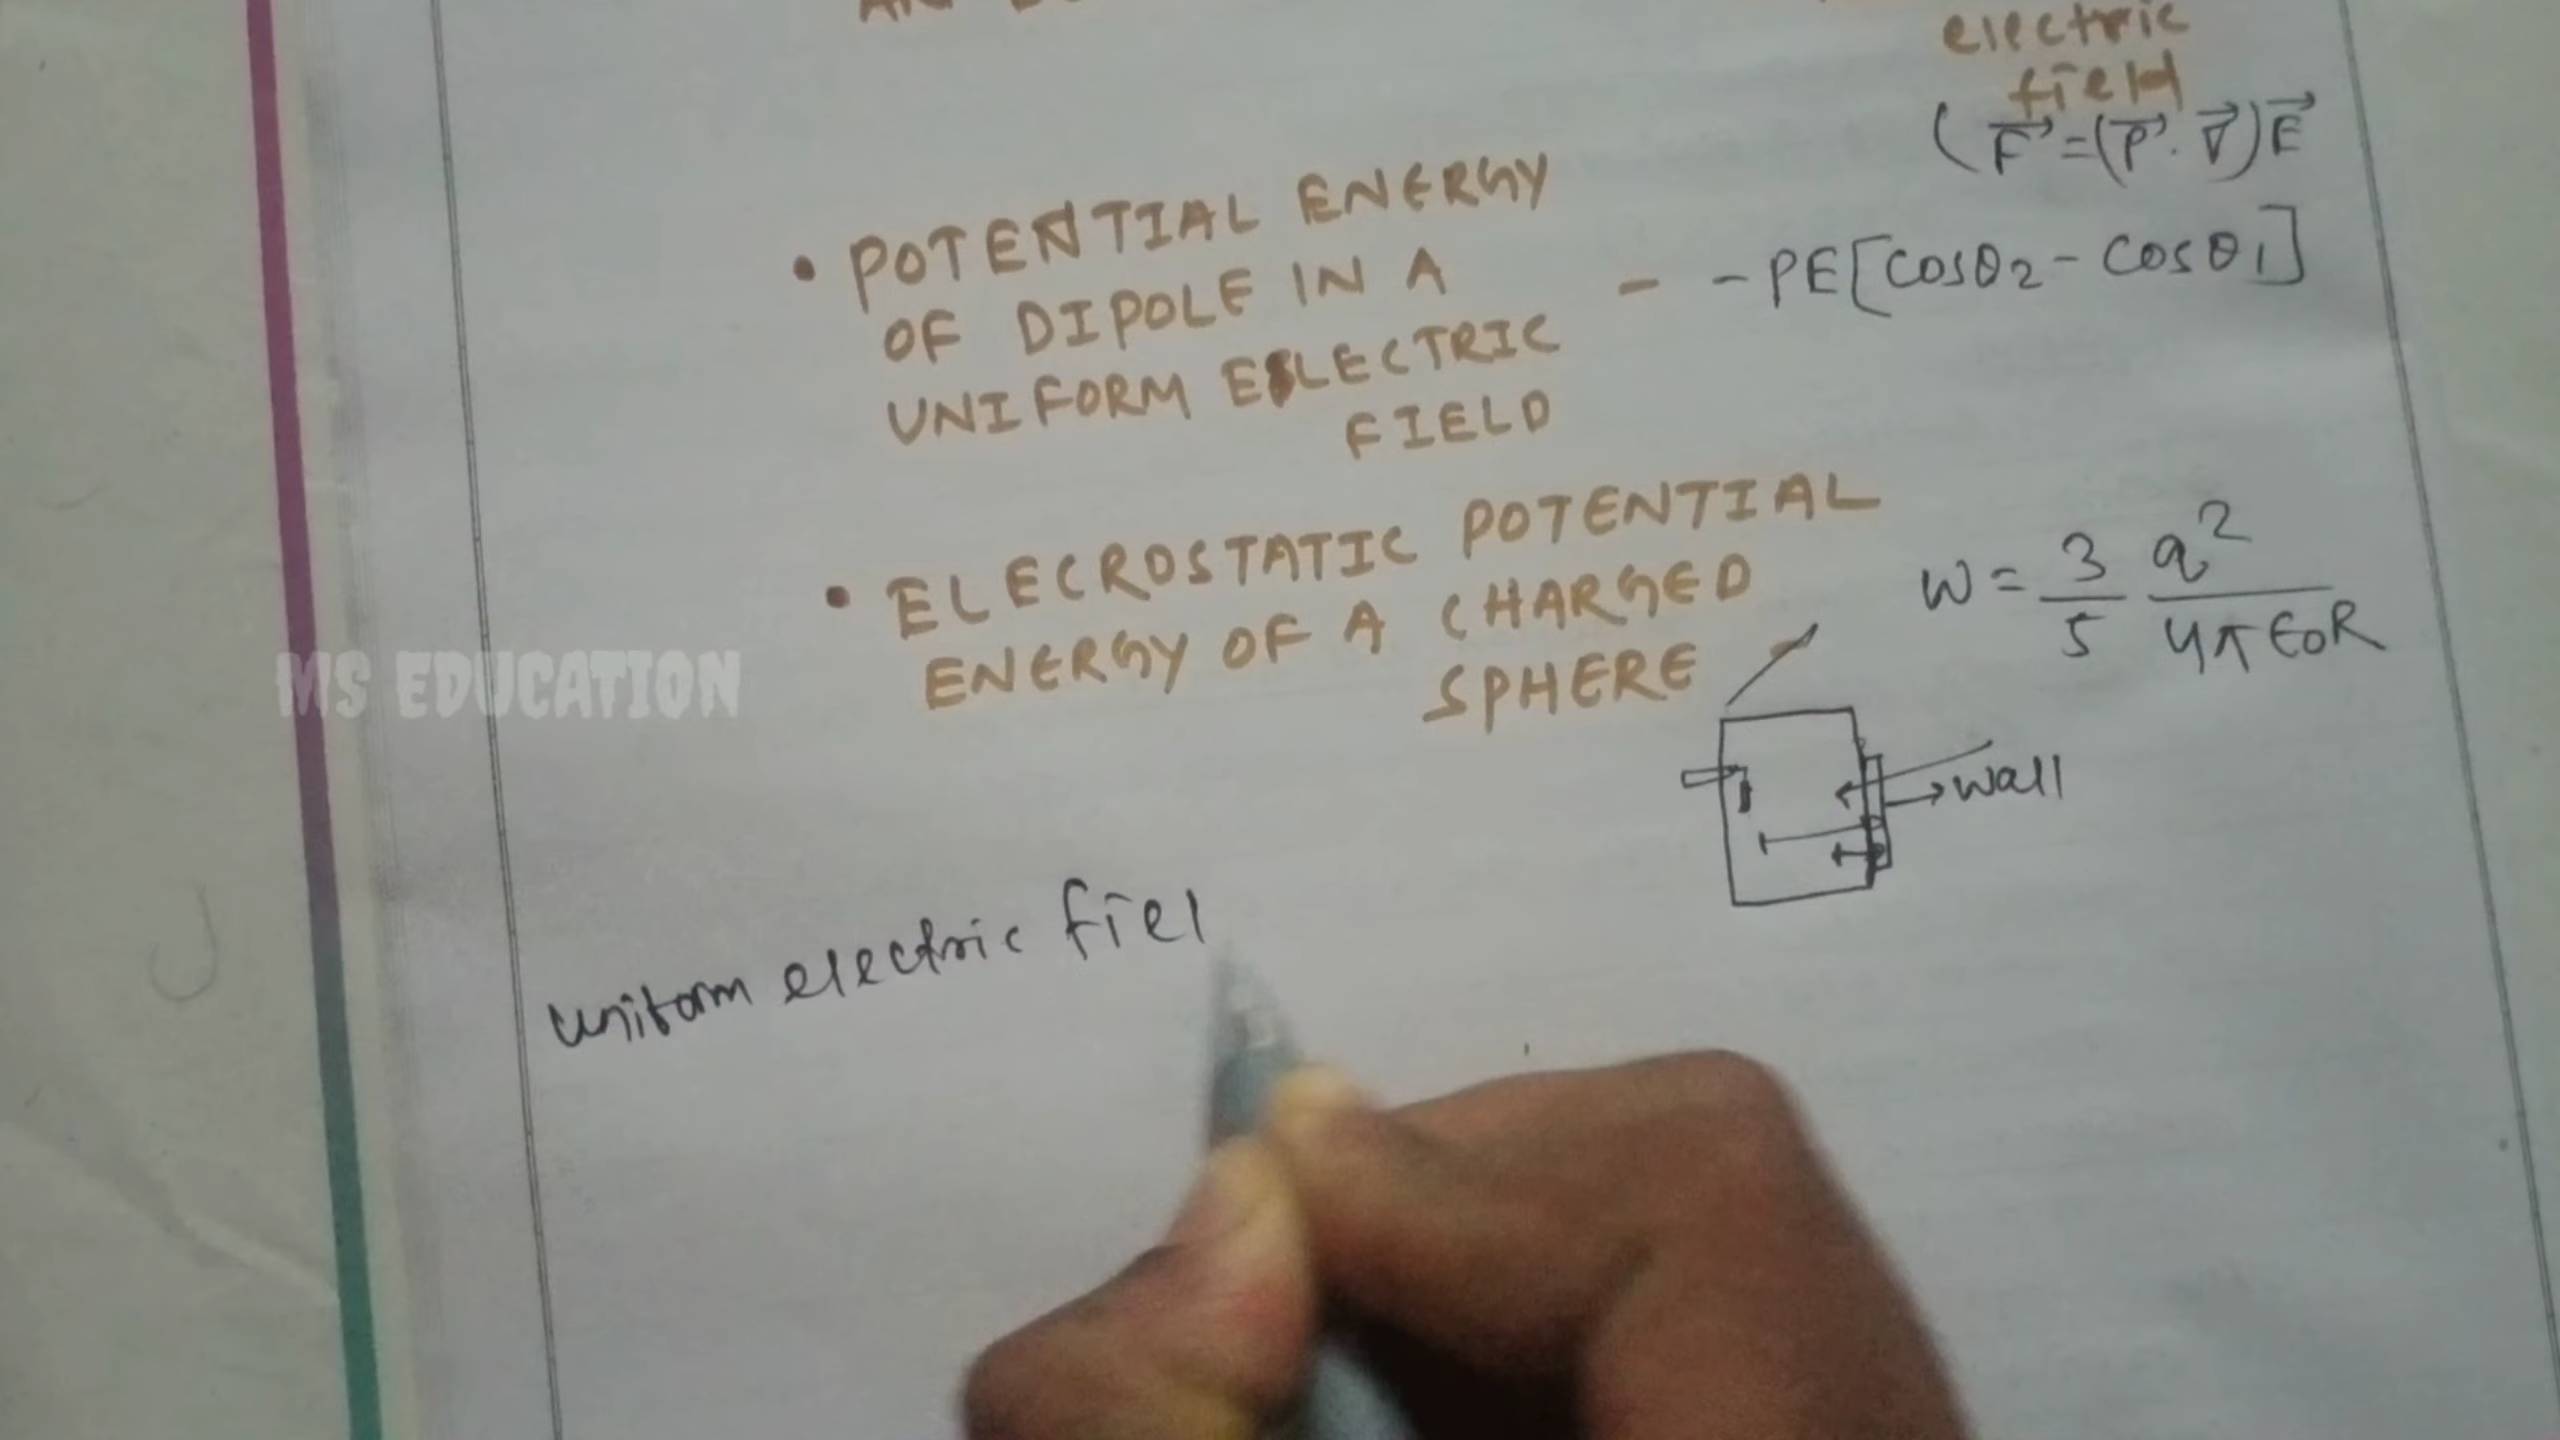 electric
field
(F⃗ = (P⃗ . ∇⃗)E⃗
• POTENTIAL ENERGY
OF DIPOLE IN A
UNIFORM ELECTRIC
FIELD
- - PE[cosθ2 - cosθ1]
• ELECROSTATIC POTENTIAL
ENERGY OF A CHARGED
SPHERE
W = 3/5 q²/4πε0R
wall
MS EDUCATION
uniform electric fiel